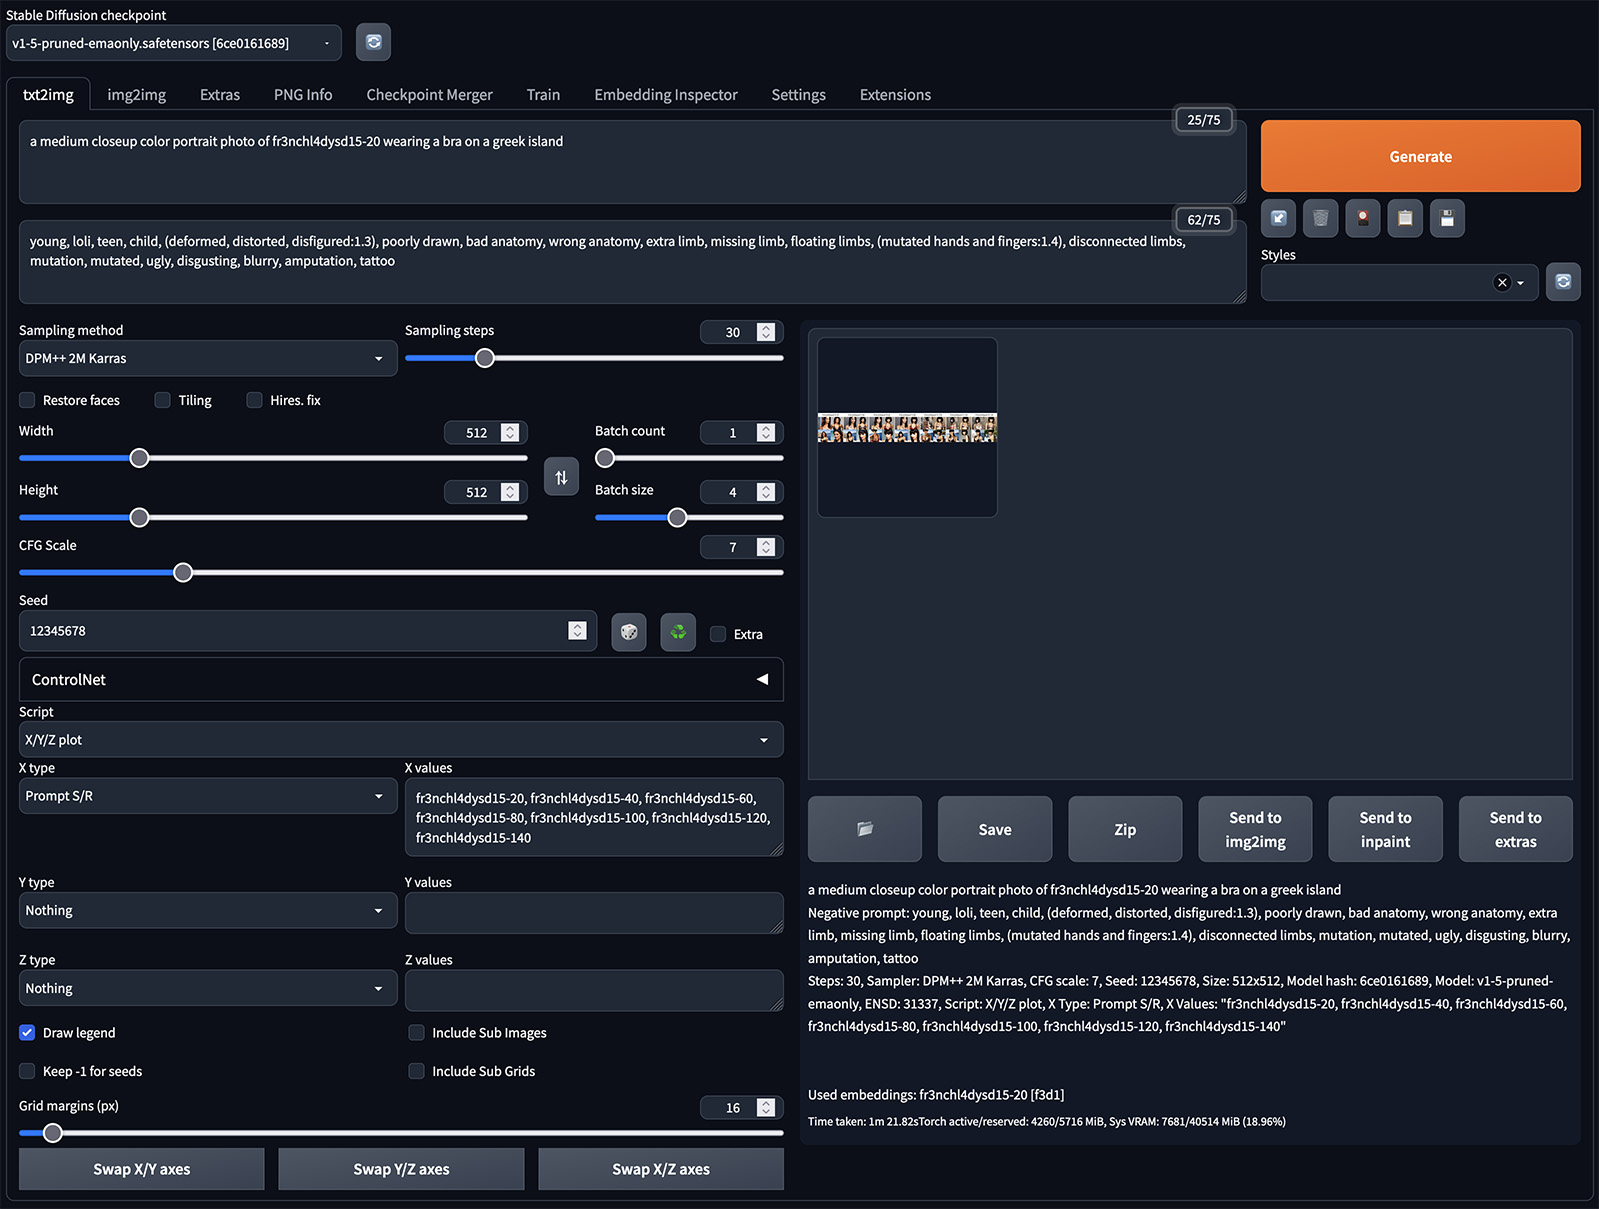 Stable Diffusion checkpoint
v1-5-pruned-emaonly.safetensors [6ce0161689]
txt2img
img2img
Extras
PNG Info
Checkpoint Merger
Train
Embedding Inspector
Settings
Extensions
25/75
a medium closeup color portrait photo of fr3nchl4dysd15-20 wearing a bra on a greek island
Generate
62/75
young, loli, teen, child, (deformed, distorted, disfigured:1.3), poorly drawn, bad anatomy, wrong anatomy, extra limb, missing limb, floating limbs, (mutated hands and fingers:1.4), disconnected limbs,
mutation, mutated, ugly, disgusting, blurry, amputation, tattoo
Styles
Sampling method
DPM++ 2M Karras
Sampling steps
30
Restore faces
Tiling
Hires. fix
Width
512
Batch count
1
Height
512
Batch size
4
CFG Scale
7
Seed
12345678
Extra
ControlNet
Script
X/Y/Z plot
X type
Prompt S/R
X values
fr3nchl4dysd15-20, fr3nchl4dysd15-40, fr3nchl4dysd15-60,
fr3nchl4dysd15-80, fr3nchl4dysd15-100, fr3nchl4dysd15-120,
fr3nchl4dysd15-140
Y type
Nothing
Y values
Z type
Nothing
Z values
Draw legend
Include Sub Images
Keep -1 for seeds
Include Sub Grids
Grid margins (px)
16
Swap X/Y axes
Swap Y/Z axes
Swap X/Z axes
Save
Zip
Send to
img2img
Send to
inpaint
Send to
extras
a medium closeup color portrait photo of fr3nchl4dysd15-20 wearing a bra on a greek island
Negative prompt: young, loli, teen, child, (deformed, distorted, disfigured:1.3), poorly drawn, bad anatomy, wrong anatomy, extra
limb, missing limb, floating limbs, (mutated hands and fingers:1.4), disconnected limbs, mutation, mutated, ugly, disgusting, blurry,
amputation, tattoo
Steps: 30, Sampler: DPM++ 2M Karras, CFG scale: 7, Seed: 12345678, Size: 512x512, Model hash: 6ce0161689, Model: v1-5-pruned-
emaonly, ENSD: 31337, Script: X/Y/Z plot, X Type: Prompt S/R, X Values: "fr3nchl4dysd15-20, fr3nchl4dysd15-40, fr3nchl4dysd15-60,
fr3nchl4dysd15-80, fr3nchl4dysd15-100, fr3nchl4dysd15-120, fr3nchl4dysd15-140"
Used embeddings: fr3nchl4dysd15-20 [f3d1]
Time taken: 1m 21.82sTorch active/reserved: 4260/5716 MiB, Sys VRAM: 7681/40514 MiB (18.96%)